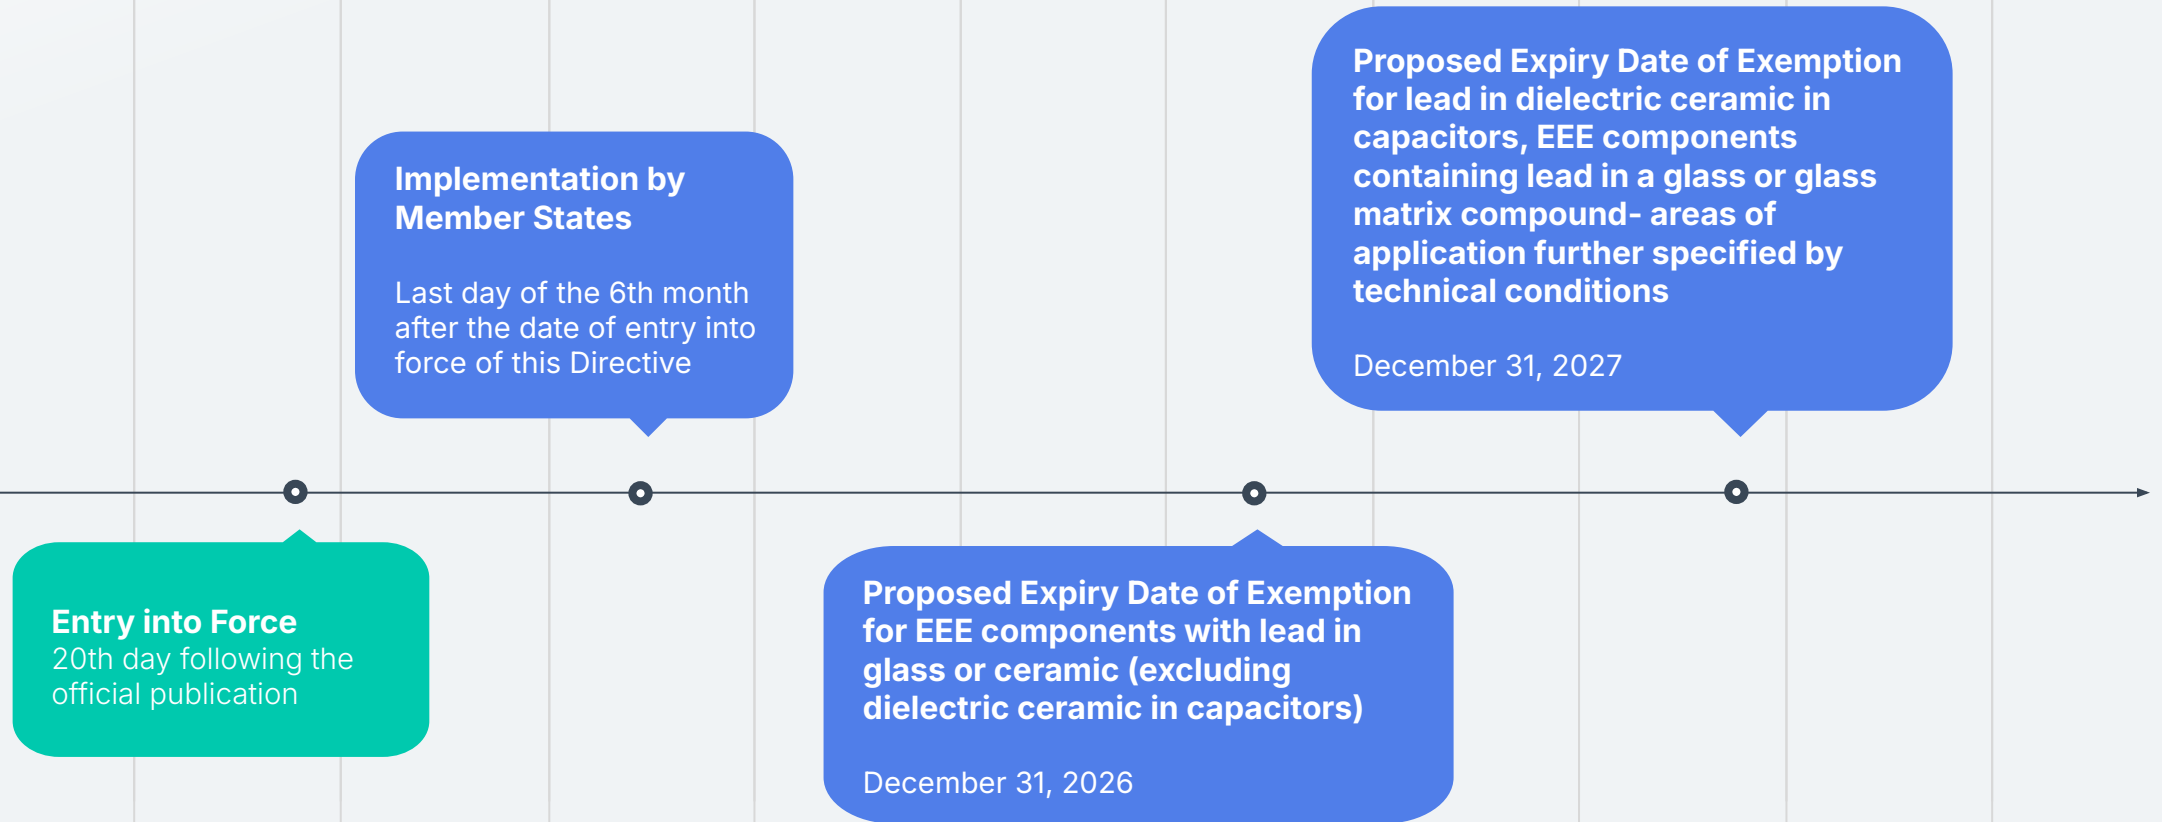 Entry into Force
20th day following the
official publication
Implementation by
Member States
Last day of the 6th month
after the date of entry into
force of this Directive
Proposed Expiry Date of Exemption
for EEE components with lead in
glass or ceramic (excluding
dielectric ceramic in capacitors)
December 31, 2026
Proposed Expiry Date of Exemption
for lead in dielectric ceramic in
capacitors, EEE components
containing lead in a glass or glass
matrix compound- areas of
application further specified by
technical conditions
December 31, 2027